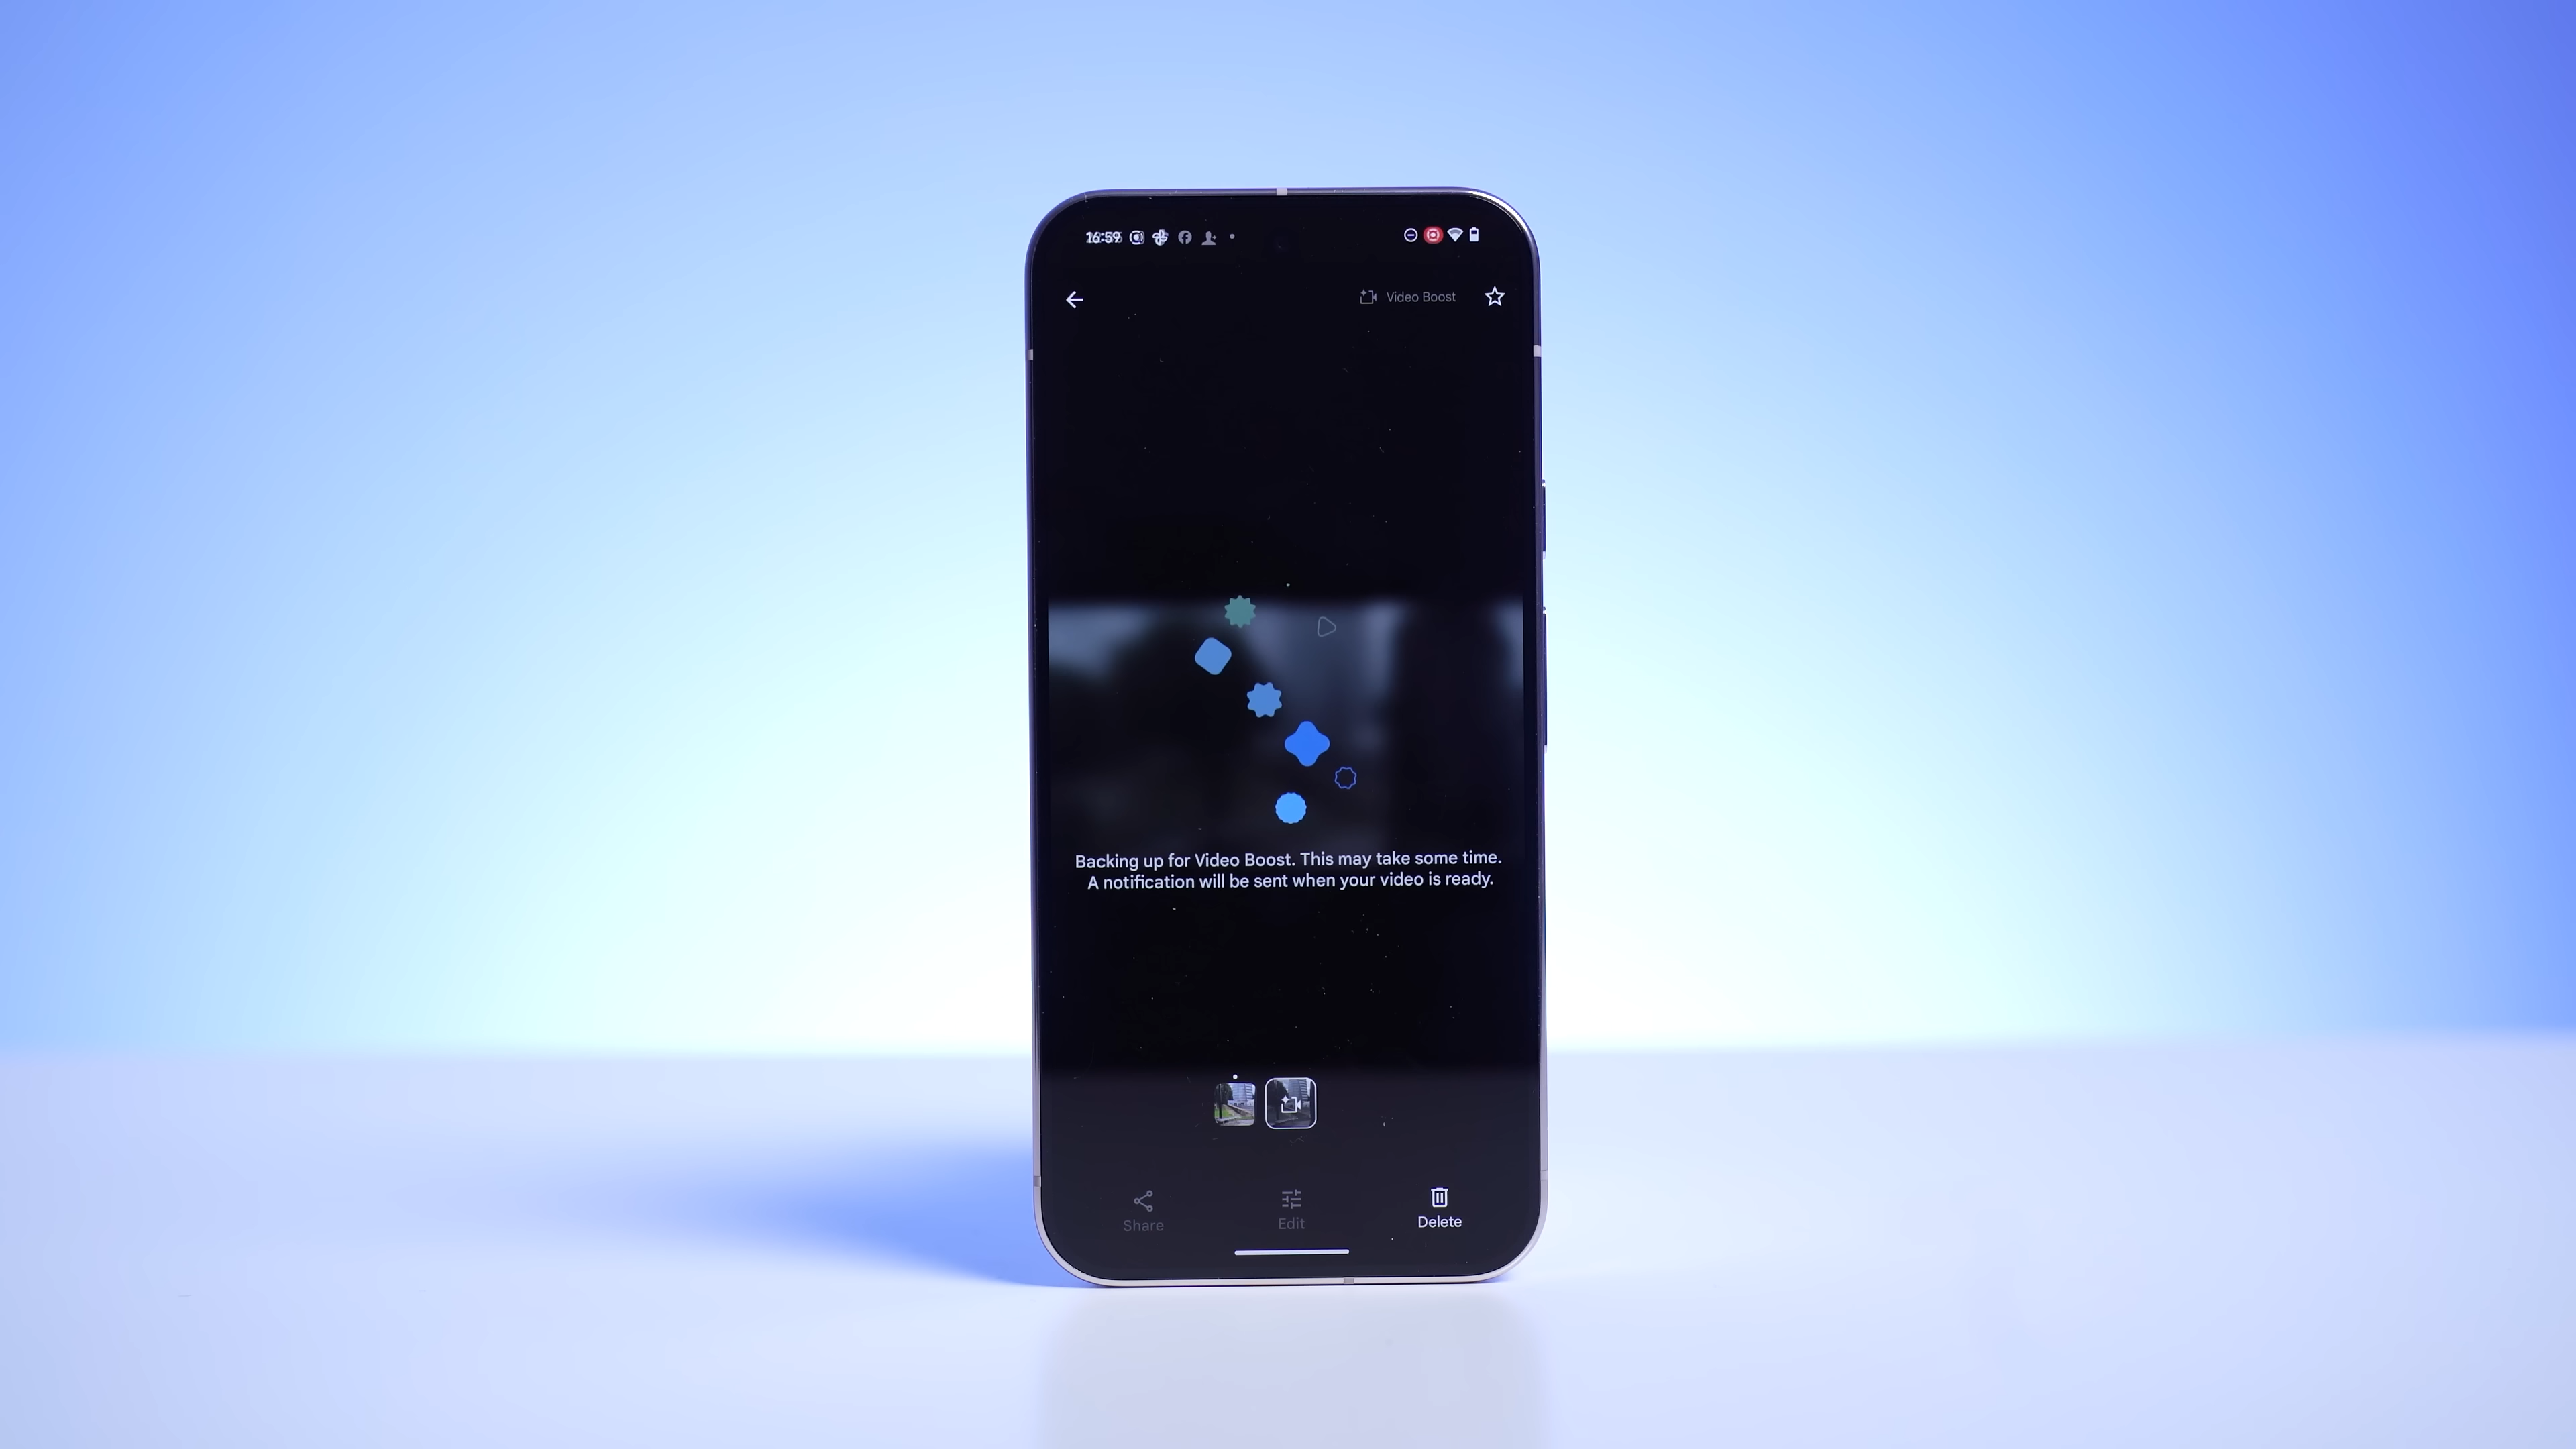 16:59
Video Boost
Backing up for Video Boost. This may take some time.
A notification will be sent when your video is ready.
Share
Edit
Delete